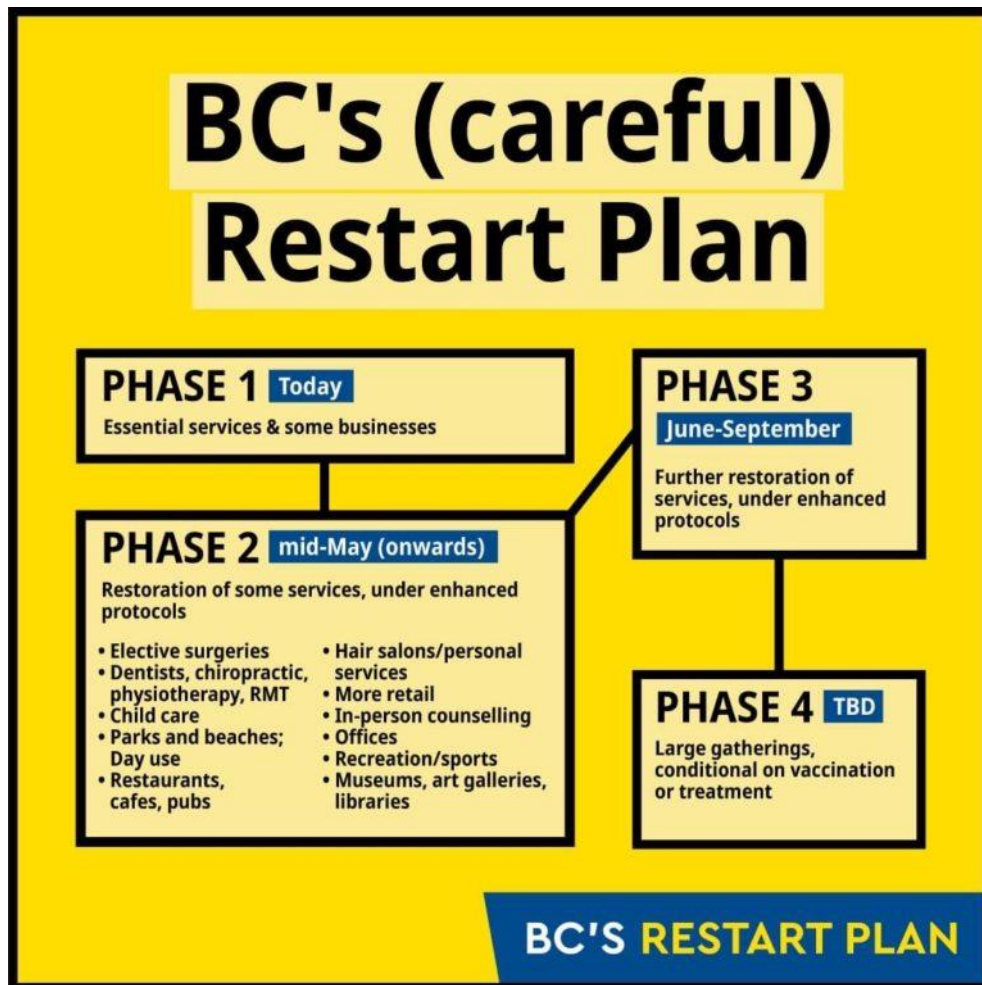 BC's (careful)
Restart Plan
PHASE 1 Today
Essential services & some businesses
PHASE 2 mid-May (onwards)
Restoration of some services, under enhanced
protocols
• Elective surgeries
• Dentists, chiropractic,
physiotherapy, RMT
• Child care
• Parks and beaches;
Day use
• Restaurants,
cafes, pubs
• Hair salons/personal
services
• More retail
• In-person counselling
• Offices
• Recreation/sports
• Museums, art galleries,
libraries
PHASE 3
June-September
Further restoration of
services, under enhanced
protocols
PHASE 4 TBD
Large gatherings,
conditional on vaccination
or treatment
BC'S RESTART PLAN